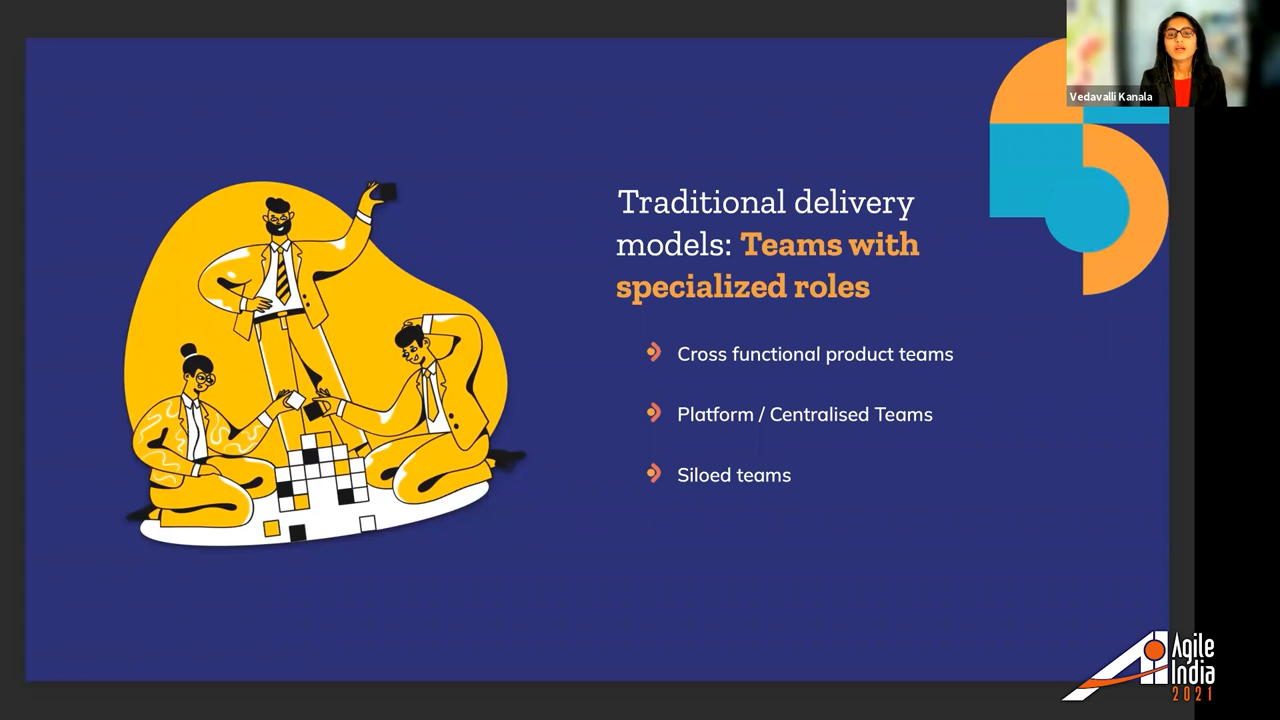 Vedavalli Kanala
Traditional delivery
models: Teams with
specialized roles
Cross functional product teams
Platform / Centralised Teams
Siloed teams
Agile
India
2021